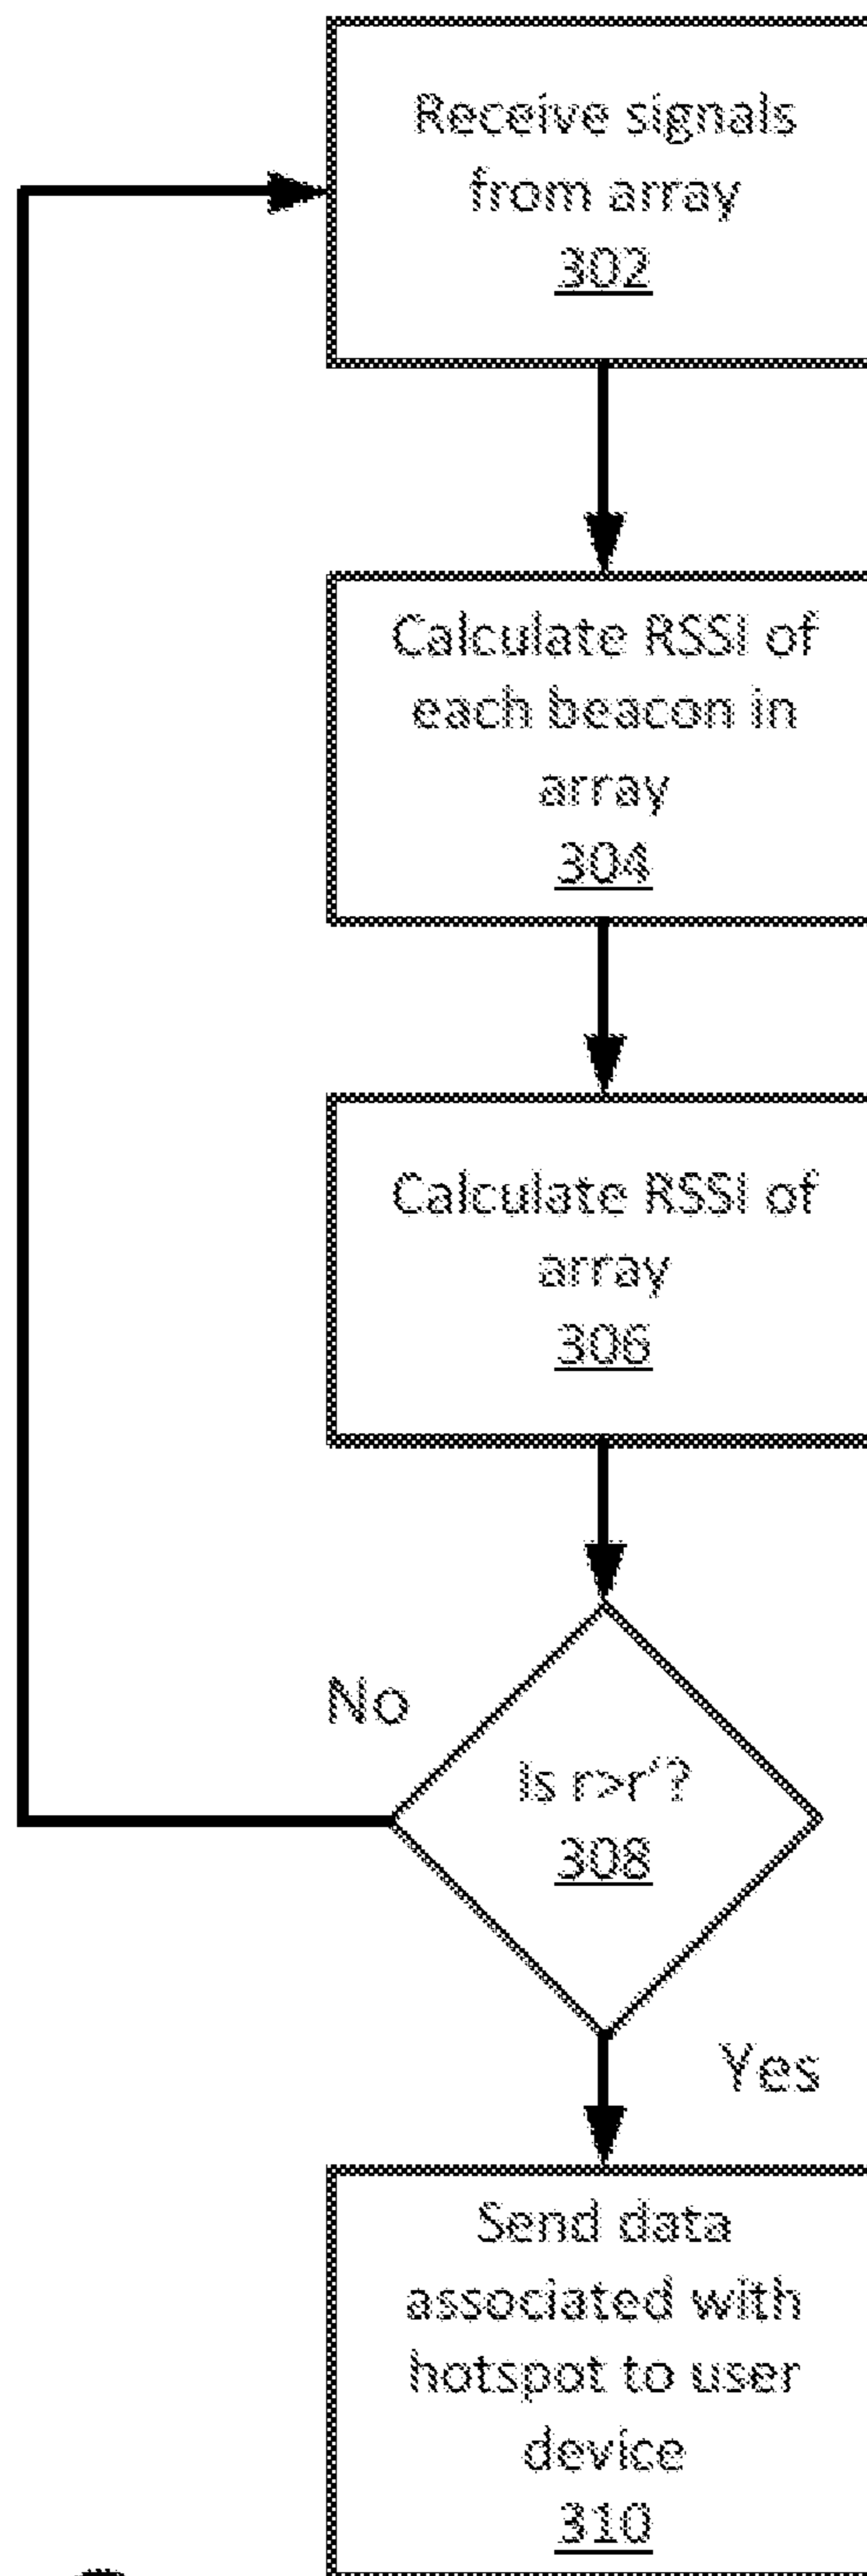 Receive signals
from array
302
Calculate RSSI of
each beacon in
array
304
Calculate RSSI of
array
306
No
Is r>r'?
308
Yes
Send data
associated with
hotspot to user
device
310